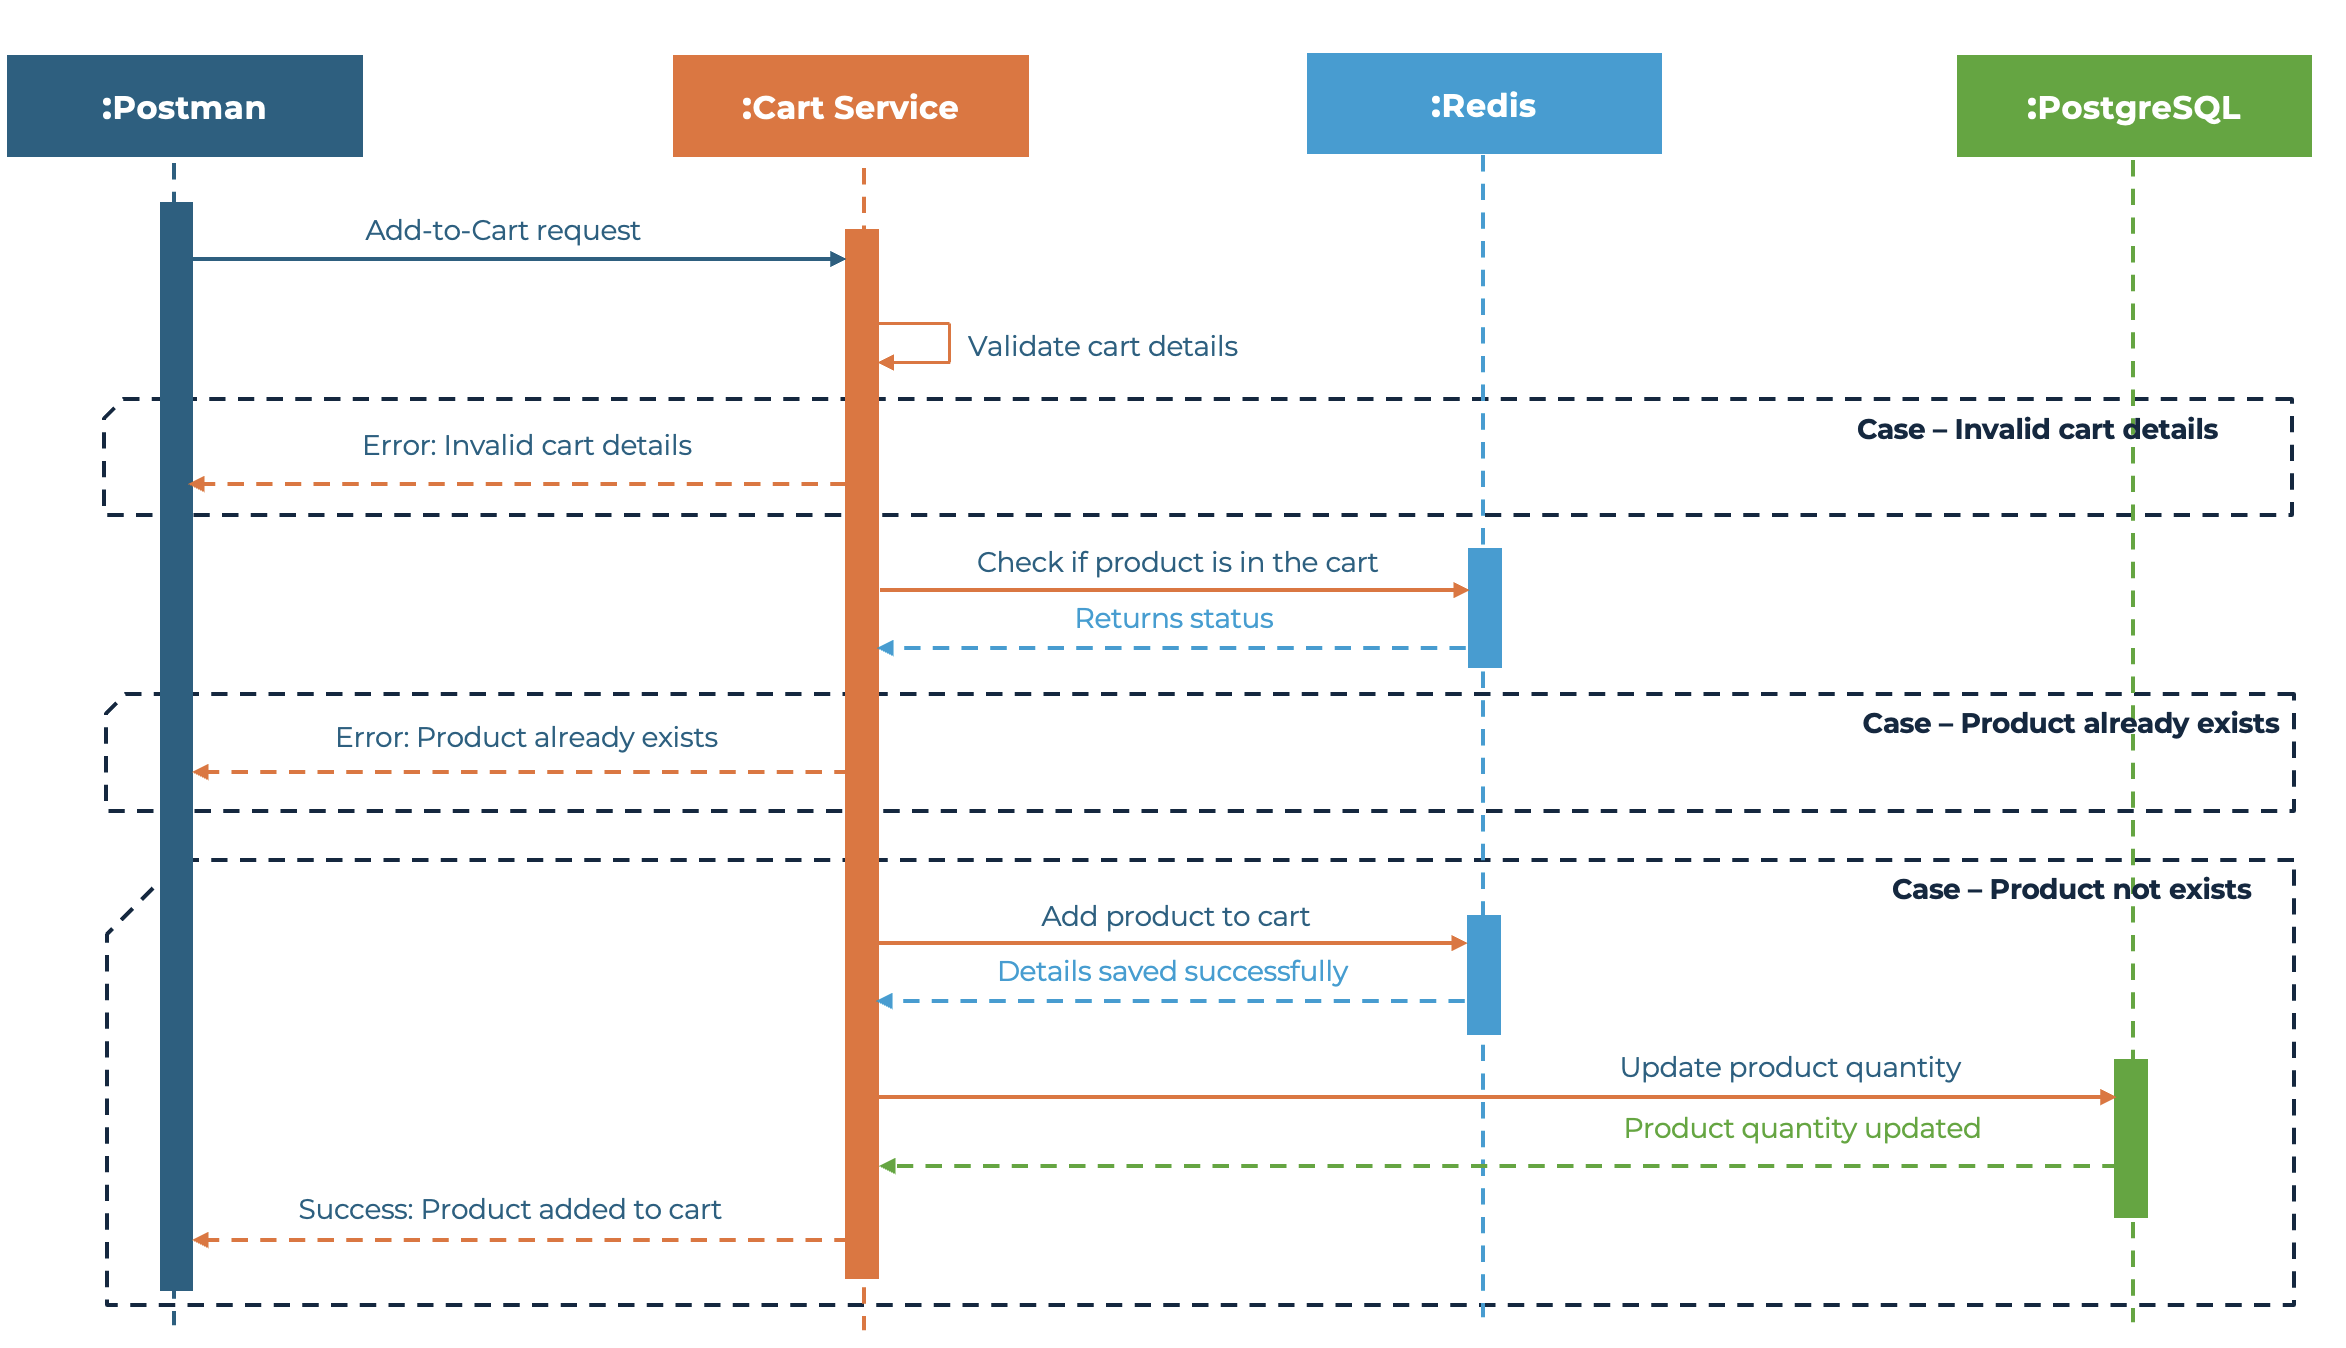 :Postman
:Cart Service
:Redis
:PostgreSQL
Add-to-Cart request
Validate cart details
Case – Invalid cart details
Error: Invalid cart details
Check if product is in the cart
Returns status
Case – Product already exists
Error: Product already exists
Case – Product not exists
Add product to cart
Details saved successfully
Update product quantity
Product quantity updated
Success: Product added to cart